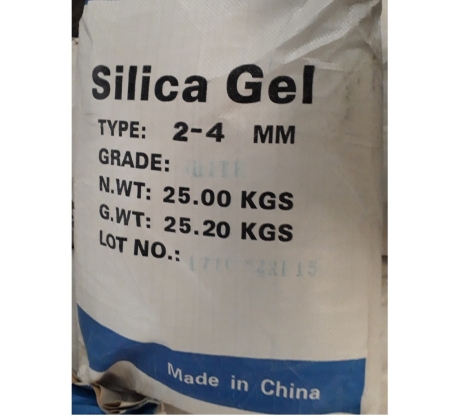 Silica Gel
TYPE: 2-4 MM
GRADE:
N.WT: 25.00 KGS
G.WT: 25.20 KGS
LOT NO.:
Made in China